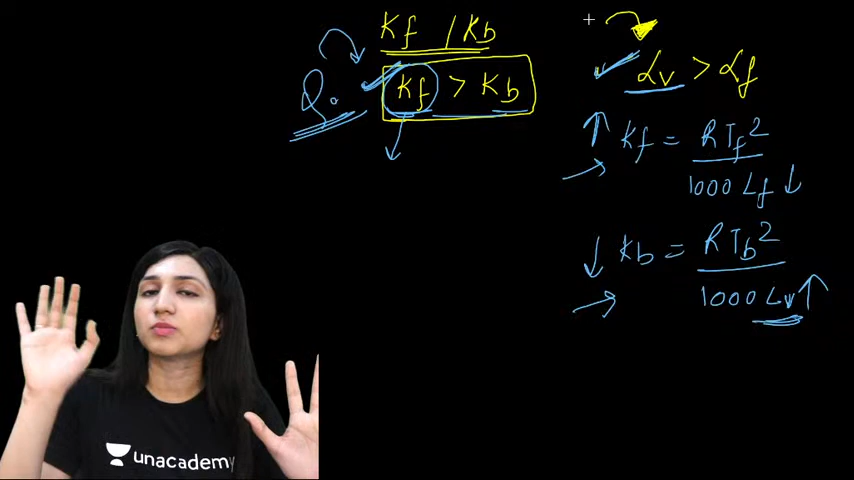 Kf / Kb
Q. Kf > Kb
Lv > Lf
Kf = RTf²
1000 Lf
Kb = RTb²
1000 Lv
unacademy